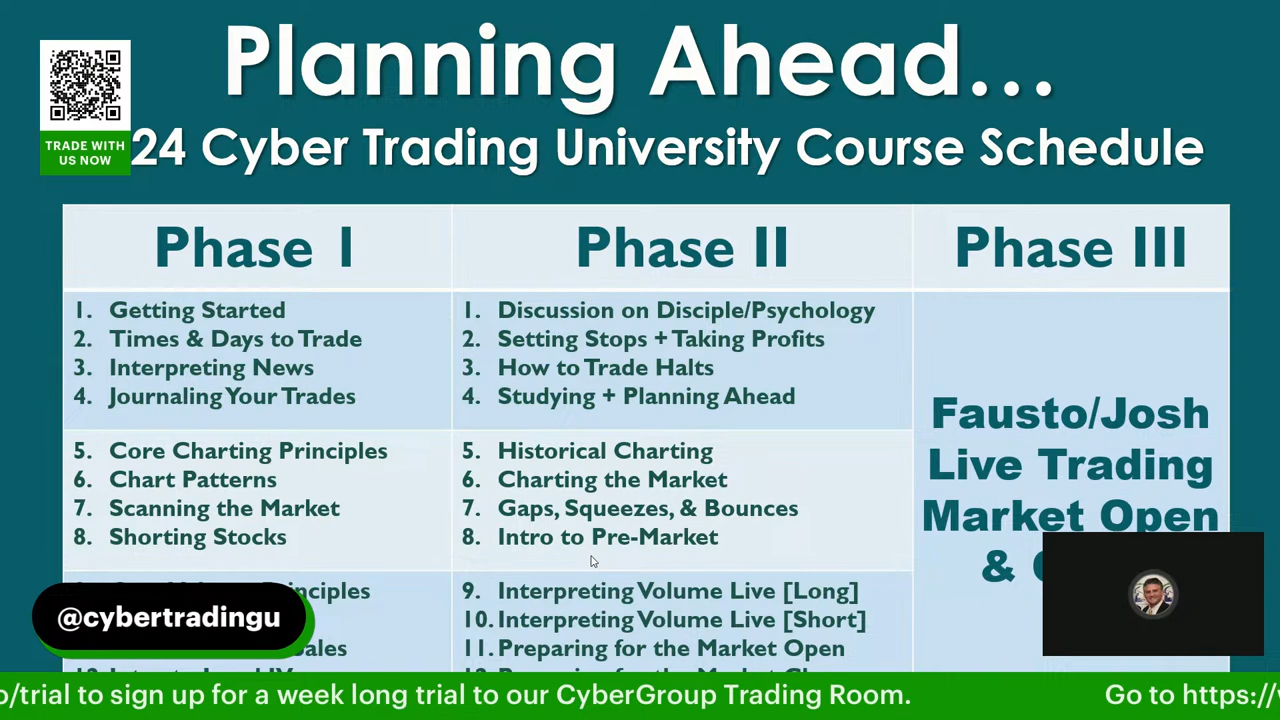 Planning Ahead...
TRADE WITH
US NOW
24 Cyber Trading University Course Schedule
Phase I
Phase II
Phase III
1. Getting Started
2. Times & Days to Trade
3. Interpreting News
4. Journaling Your Trades
1. Discussion on Disciple/Psychology
2. Setting Stops + Taking Profits
3. How to Trade Halts
4. Studying + Planning Ahead
5. Core Charting Principles
6. Chart Patterns
7. Scanning the Market
8. Shorting Stocks
5. Historical Charting
6. Charting the Market
7. Gaps, Squeezes, & Bounces
8. Intro to Pre-Market
Fausto/Josh
Live Trading
Market Open
&
9. Interpreting Volume Live [Long]
10. Interpreting Volume Live [Short]
11. Preparing for the Market Open
@cybertradingu
o/trial to sign up for a week long trial to our CyberGroup Trading Room.
Go to https://